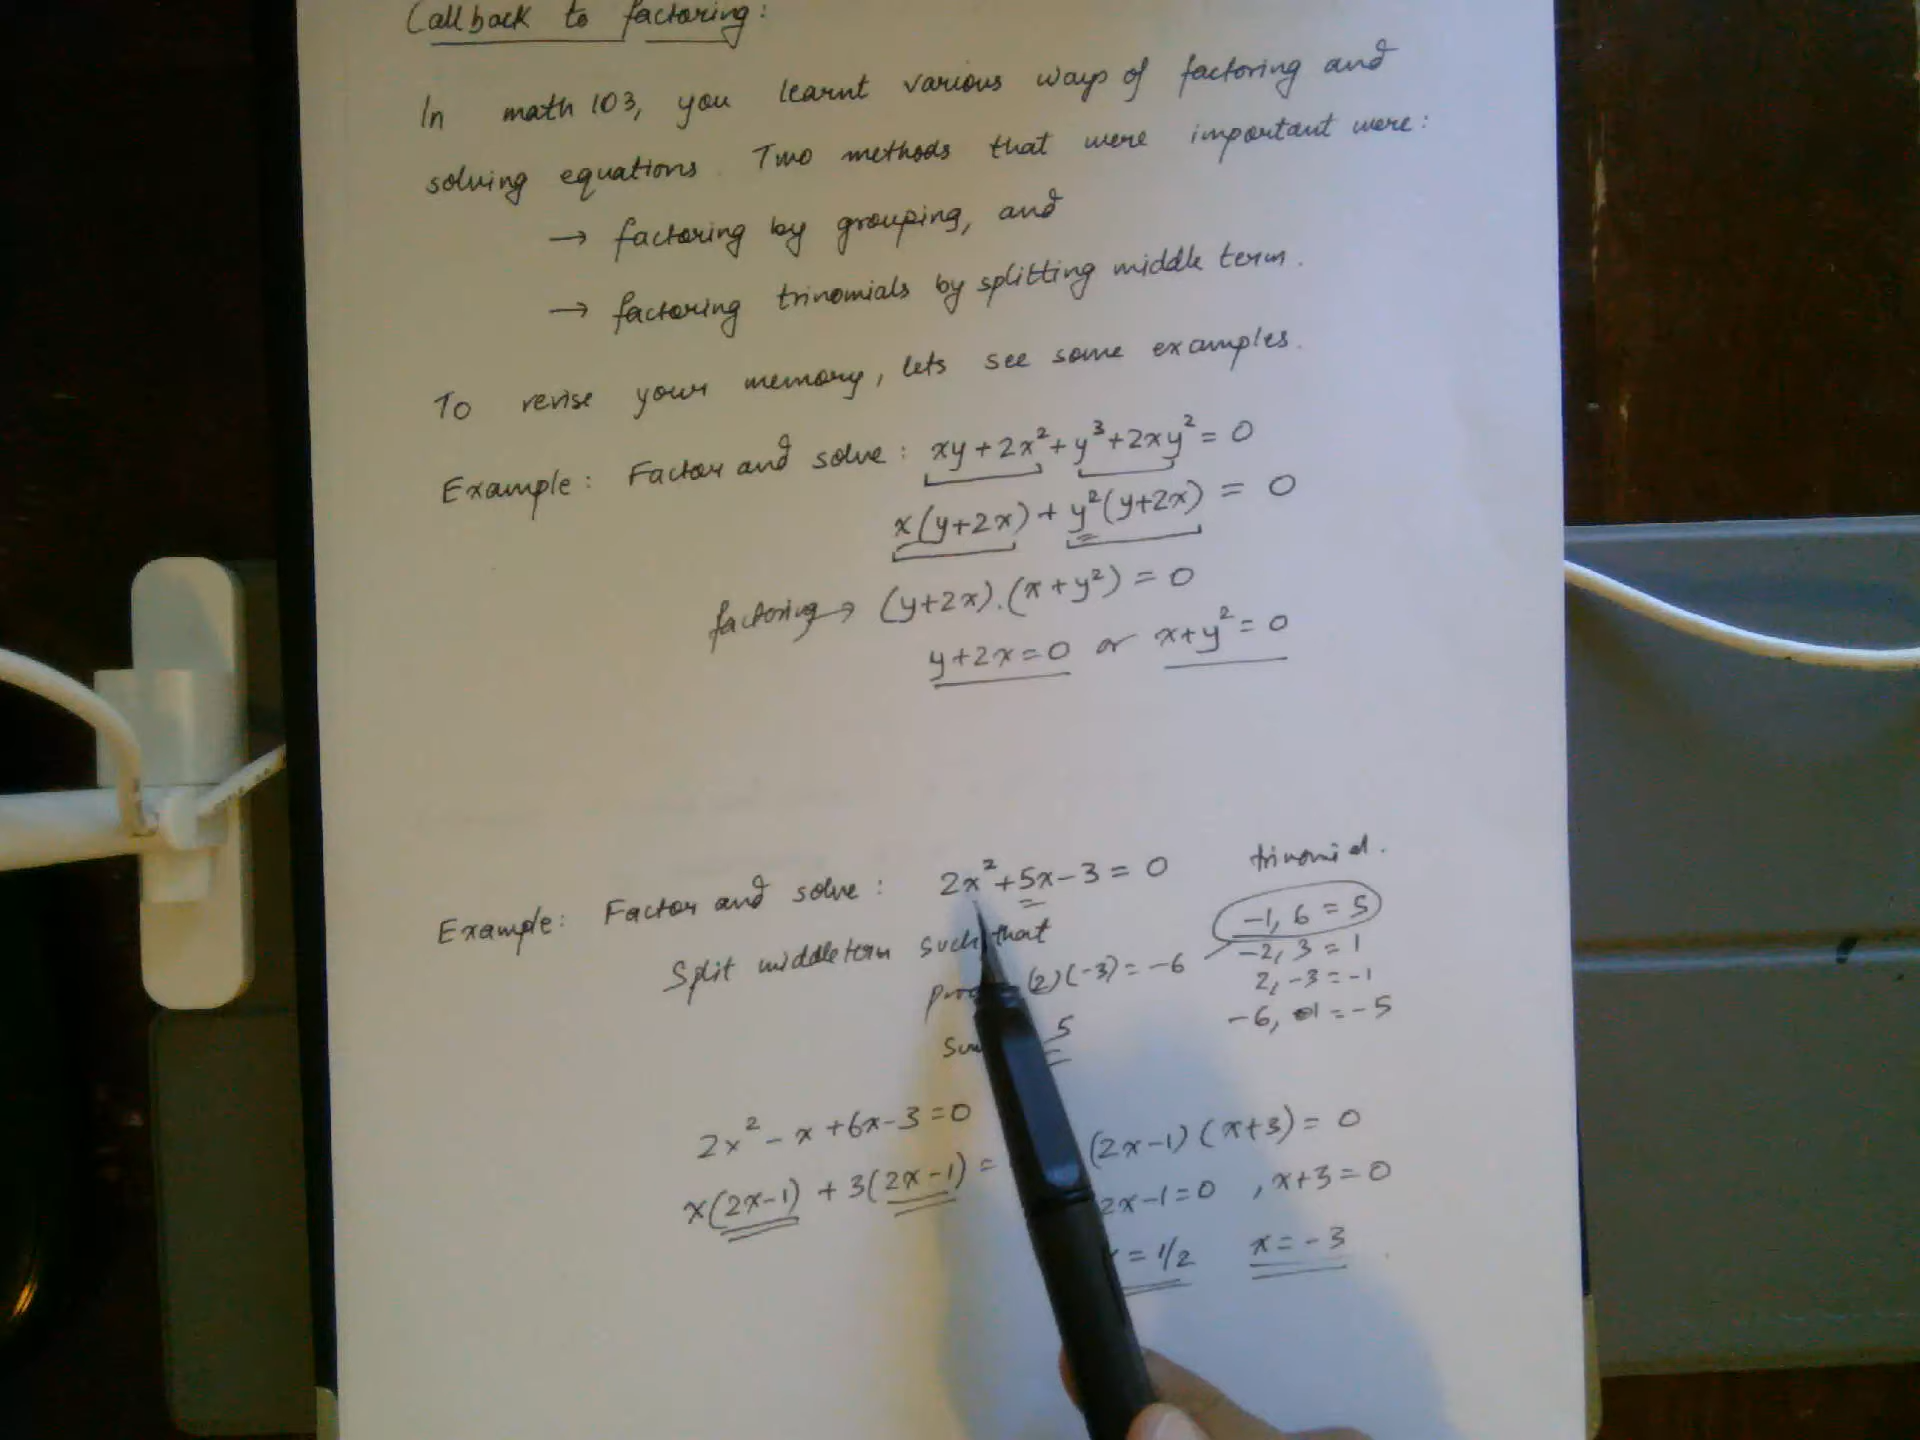 Callback to factoring:
In math 103, you learnt various ways of factoring and
solving equations. Two methods that were important were:
→ factoring by grouping, and
→ factoring trinomials by splitting middle term.
To revise your memory, lets see some examples.
Example: Factor and solve: xy + 2x² + y³ + 2xy² = 0
x(y+2x) + y²(y+2x) = 0
factoring → (y+2x).(x+y²) = 0
y+2x=0 or x+y²=0
Example: Factor and solve: 2x²+5x-3=0
trinomial.
Split middle term such that
(2)(-3) = -6
5
-1, 6 = 5
-2, 3 = 1
2, -3 = -1
-6, 1 = -5
2x² - x + 6x - 3 = 0
x(2x-1) + 3(2x-1) =
(2x-1)(x+3) = 0
2x-1=0, x+3=0
= 1/2 x = -3